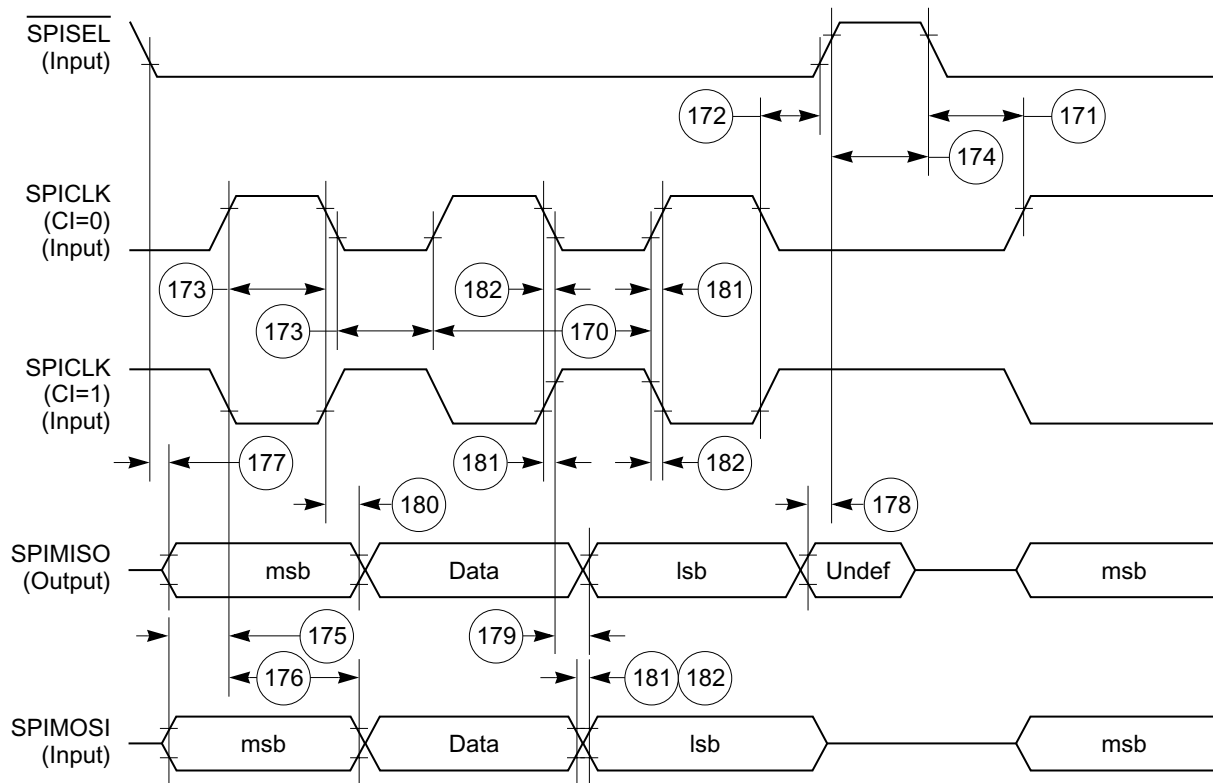 SPISEL
(Input)
172
171
174
SPICLK
(CI=0)
(Input)
173
182
181
173
170
SPICLK
(CI=1)
(Input)
177
181
182
180
178
SPIMISO
(Output)
msb
Data
lsb
Undef
msb
175
179
176
181
182
SPIMOSI
(Input)
msb
Data
lsb
msb